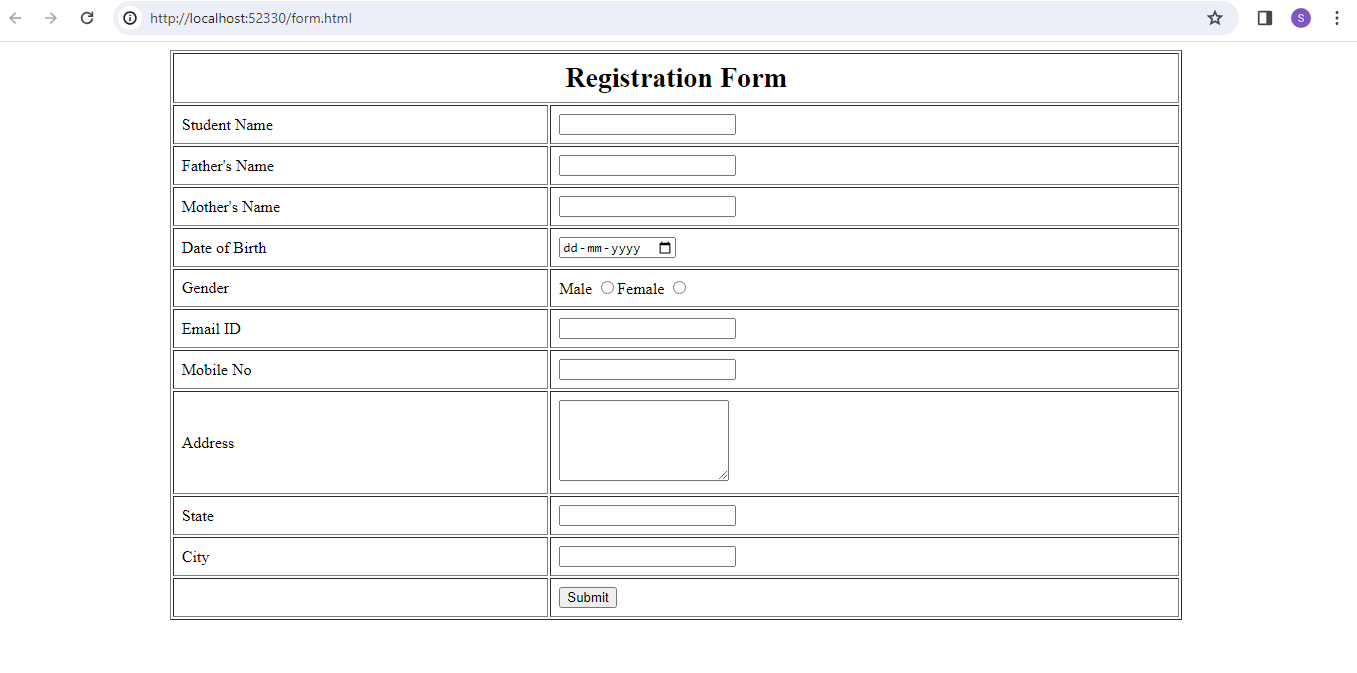 http://localhost:52330/form.html
S
Registration Form
Student Name
Father's Name
Mother's Name
Date of Birth dd-mm-yyyy
Gender Male Female
Email ID
Mobile No
Address
State
City
Submit